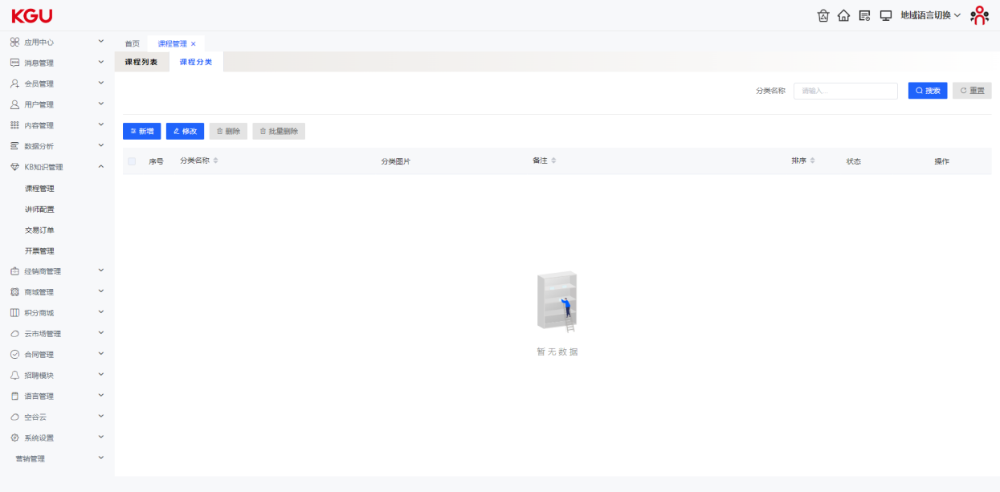 KGU
地域语言切换
应用中心
消息管理
会员管理
用户管理
内容管理
数据分析
KB知识管理
课程管理
讲师配置
交易订单
开票管理
经销商管理
商城管理
积分商城
云市场管理
合同管理
招聘模块
语言管理
空谷云
系统设置
营销管理
首页 课程管理 ×
课程列表 课程分类
分类名称 请输入... 搜索 重置
新增 修改 删除 批量删除
序号 分类名称 分类图片 备注 排序 状态 操作
暂无数据